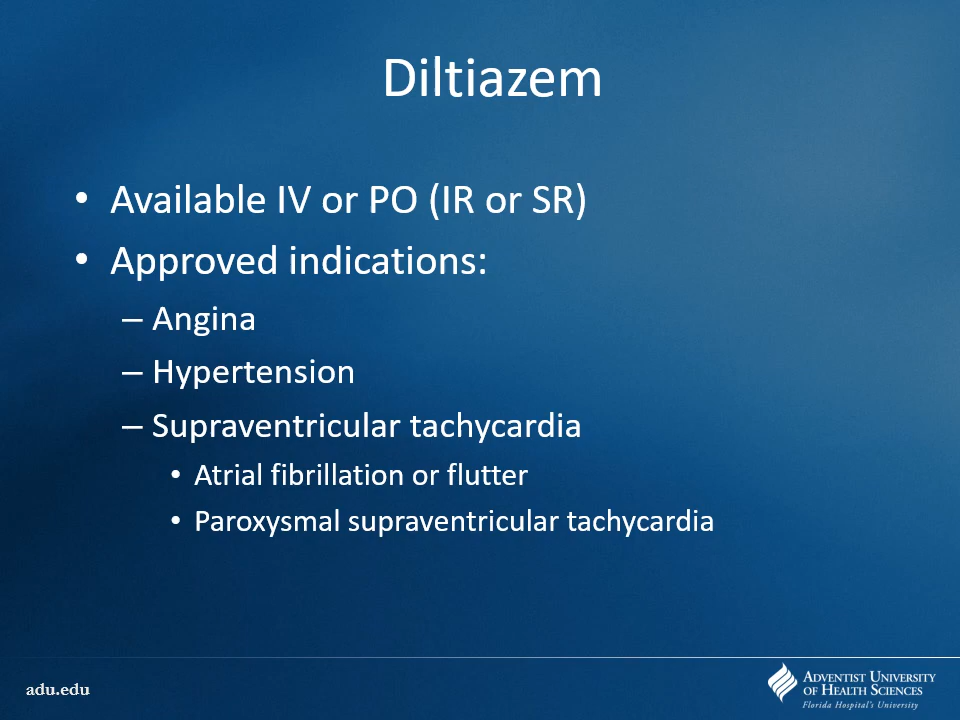 Diltiazem
• Available IV or PO (IR or SR)
• Approved indications:
– Angina
– Hypertension
– Supraventricular tachycardia
• Atrial fibrillation or flutter
• Paroxysmal supraventricular tachycardia
adu.edu
ADVENTIST UNIVERSITY
OF HEALTH SCIENCES
Florida Hospital's University